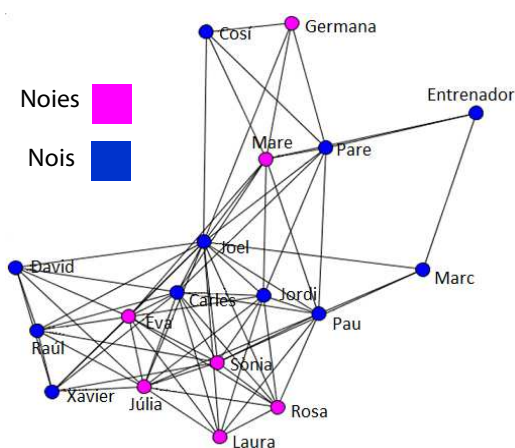 Cosí
Germana
Noies
Entrenador
Mare
Pare
Nois
Joel
David
Marc
Carles
Jordi
Eva
Pau
Raúl
Sònia
Xavier
Júlia
Rosa
Laura